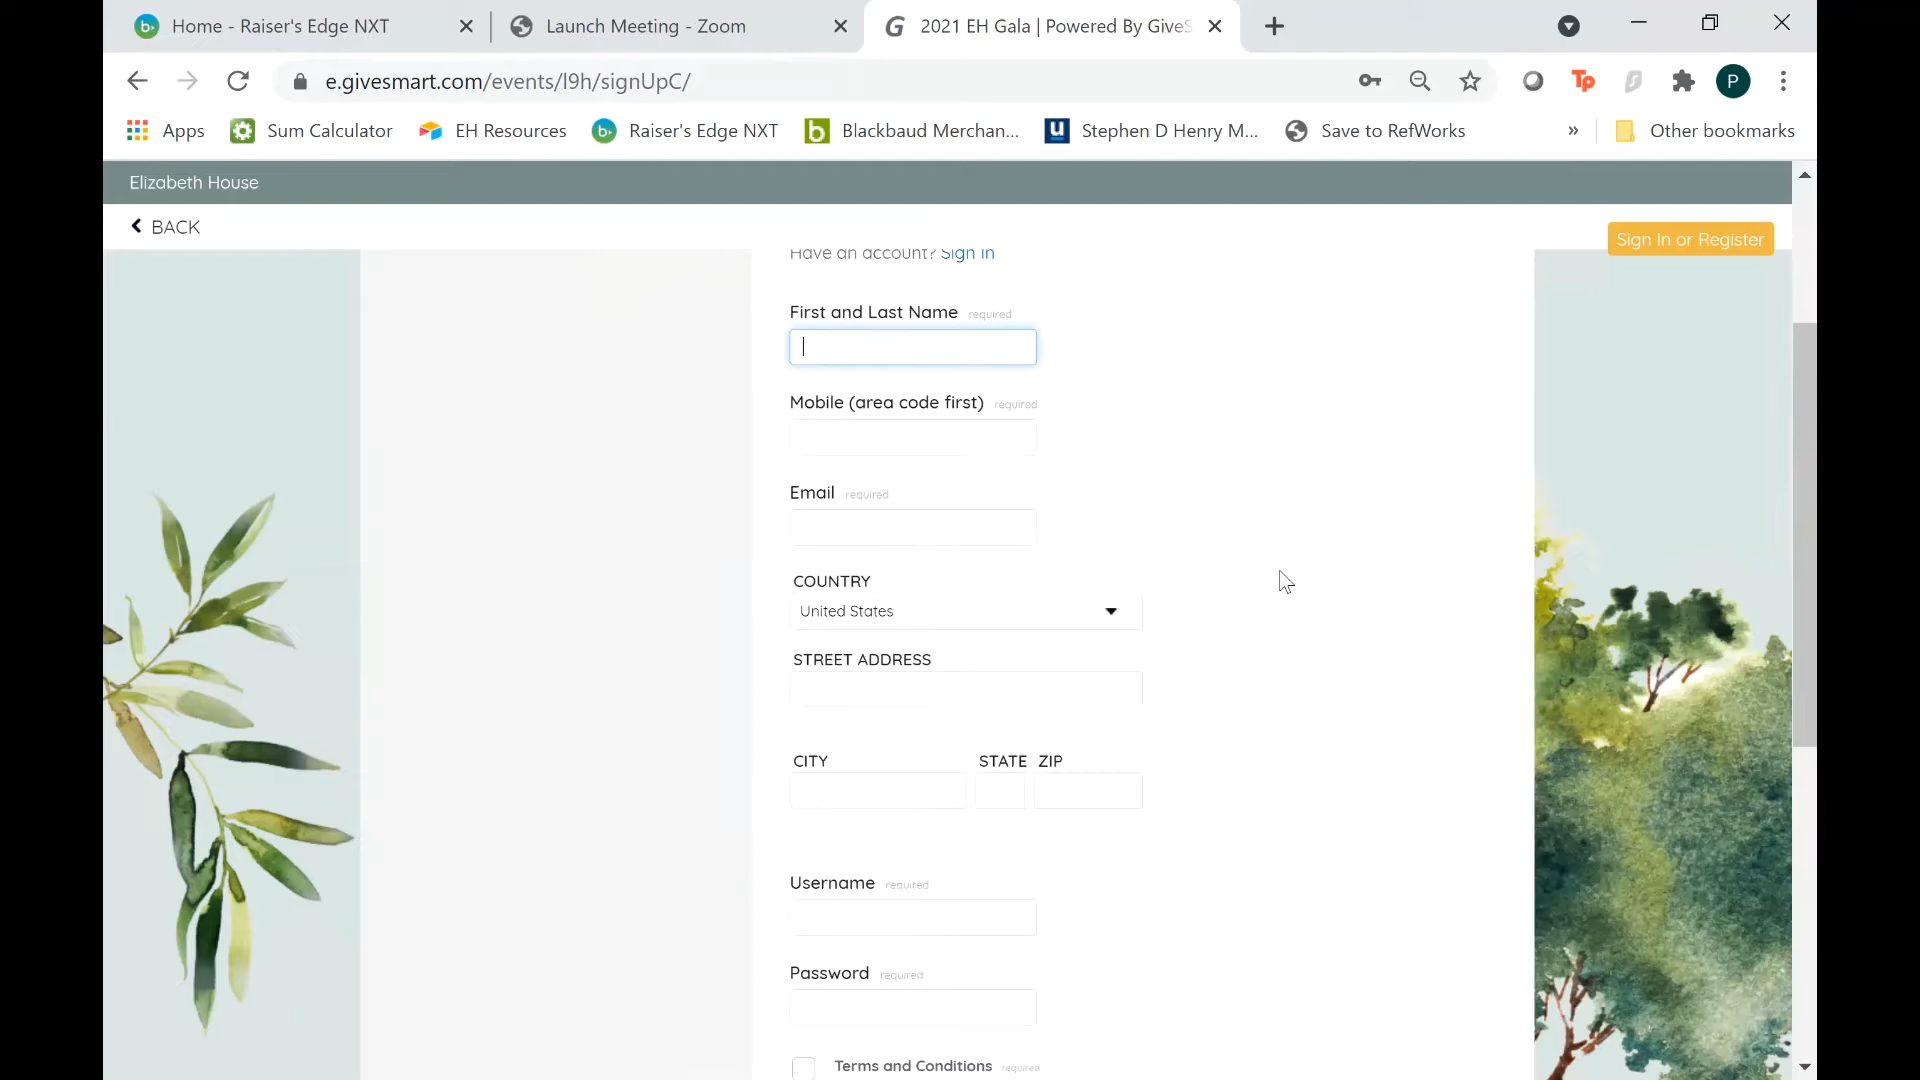 Home - Raiser's Edge NXT
Launch Meeting - Zoom
2021 EH Gala | Powered By GiveS
e.givesmart.com/events/l9h/signUpC/
Tp
P
Apps
Sum Calculator
EH Resources
Raiser's Edge NXT
Blackbaud Merchan...
Stephen D Henry M...
Save to RefWorks
»
Other bookmarks
Elizabeth House
BACK
Sign In or Register
Have an account? Sign in
First and Last Name required
Mobile (area code first) required
Email required
COUNTRY
United States
STREET ADDRESS
CITY STATE ZIP
Username required
Password required
Terms and Conditions required